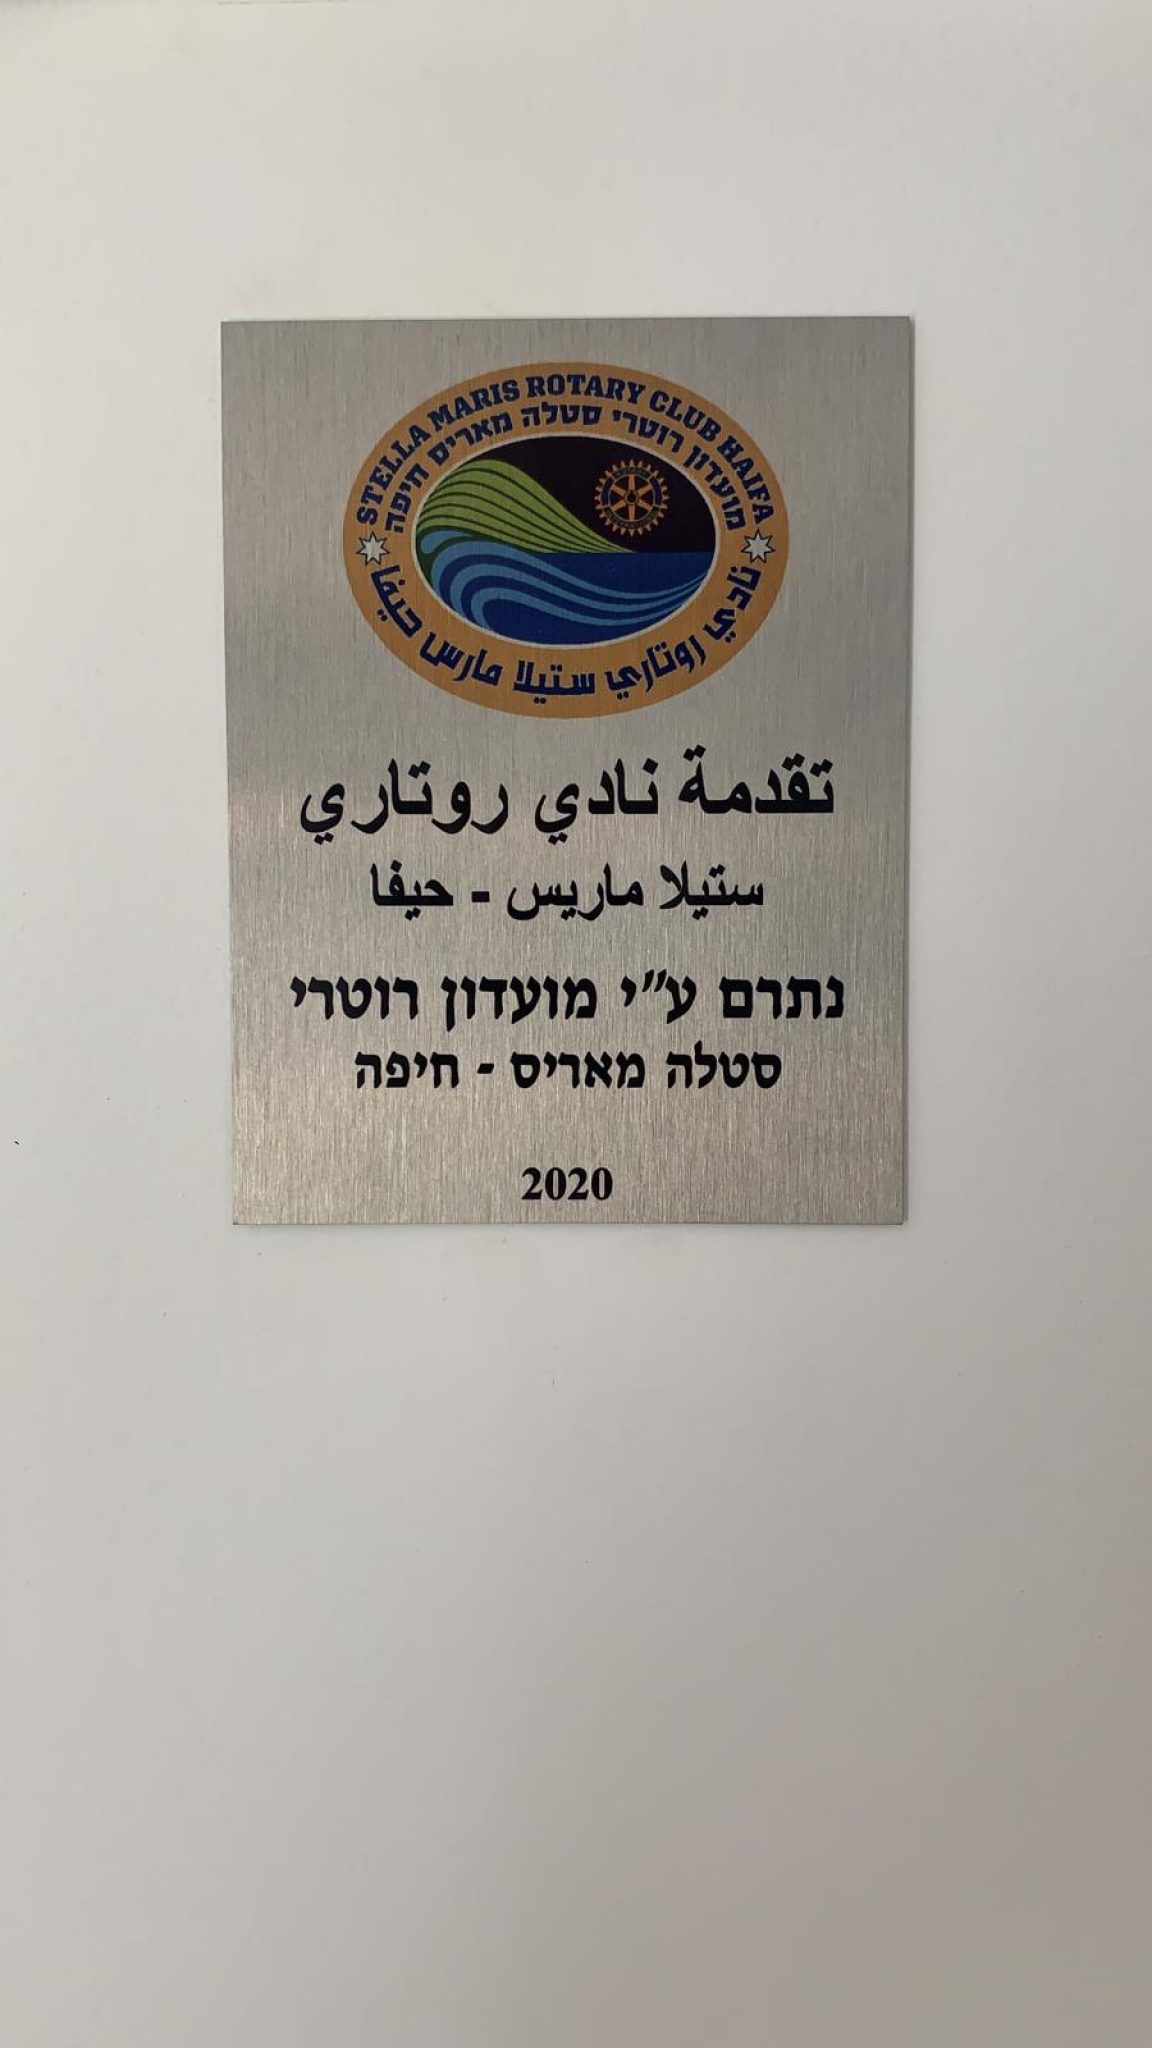 STELLA MARIS ROTARY CLUB HAIFA
מועדון רוטרי סטלה מאריס חיפה
نادي روتاري ستيلا مارس حيفا
تقدمة نادي روتاري
ستيلا ماريس - حيفا
נתרם ע״י מועדון רוטרי
סטלה מאריס - חיפה
2020